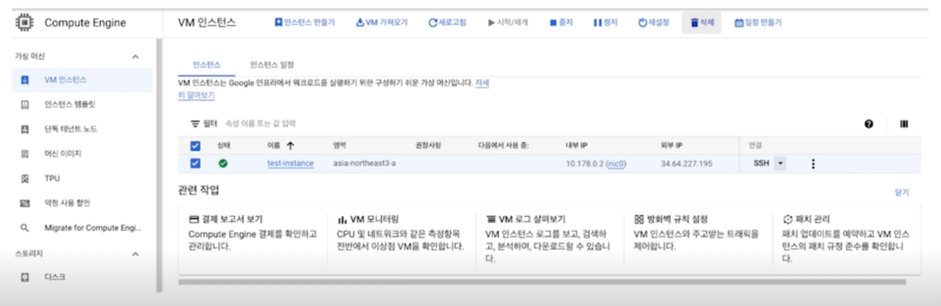 Compute Engine
VM 인스턴스
인스턴스 만들기
VM 가져오기
새로고침
시작/재개
중지
정지
재설정
삭제
일정 만들기
가상 머신
VM 인스턴스
인스턴스 템플릿
단독 테넌트 노드
머신 이미지
TPU
약정 사용 할인
Migrate for Compute Engi...
스토리지
디스크
인스턴스
인스턴스 일정
VM 인스턴스는 Google 인프라에서 워크로드를 실행하기 위한 구성하기 쉬운 가상 머신입니다. 자세
히 알아보기
필터 속성 이름 또는 값 입력
상태 이름 영역 권장사항 다음에서 사용 중: 내부 IP 외부 IP 연결
test-instance asia-northeast3-a 10.178.0.2 (nic0) 34.64.227.195 SSH
관련 작업
닫기
결제 보고서 보기
Compute Engine 결제를 확인하고
관리합니다.
VM 모니터링
CPU 및 네트워크와 같은 측정항목
전반에서 이상점 VM을 확인합니다.
VM 로그 살펴보기
VM 인스턴스 로그를 보고, 검색하
고, 분석하며, 다운로드할 수 있습니
다.
방화벽 규칙 설정
VM 인스턴스와 주고받는 트래픽을
제어합니다.
패치 관리
패치 업데이트를 예약하고 VM 인스
턴스의 패치 규정 준수를 확인합니
다.